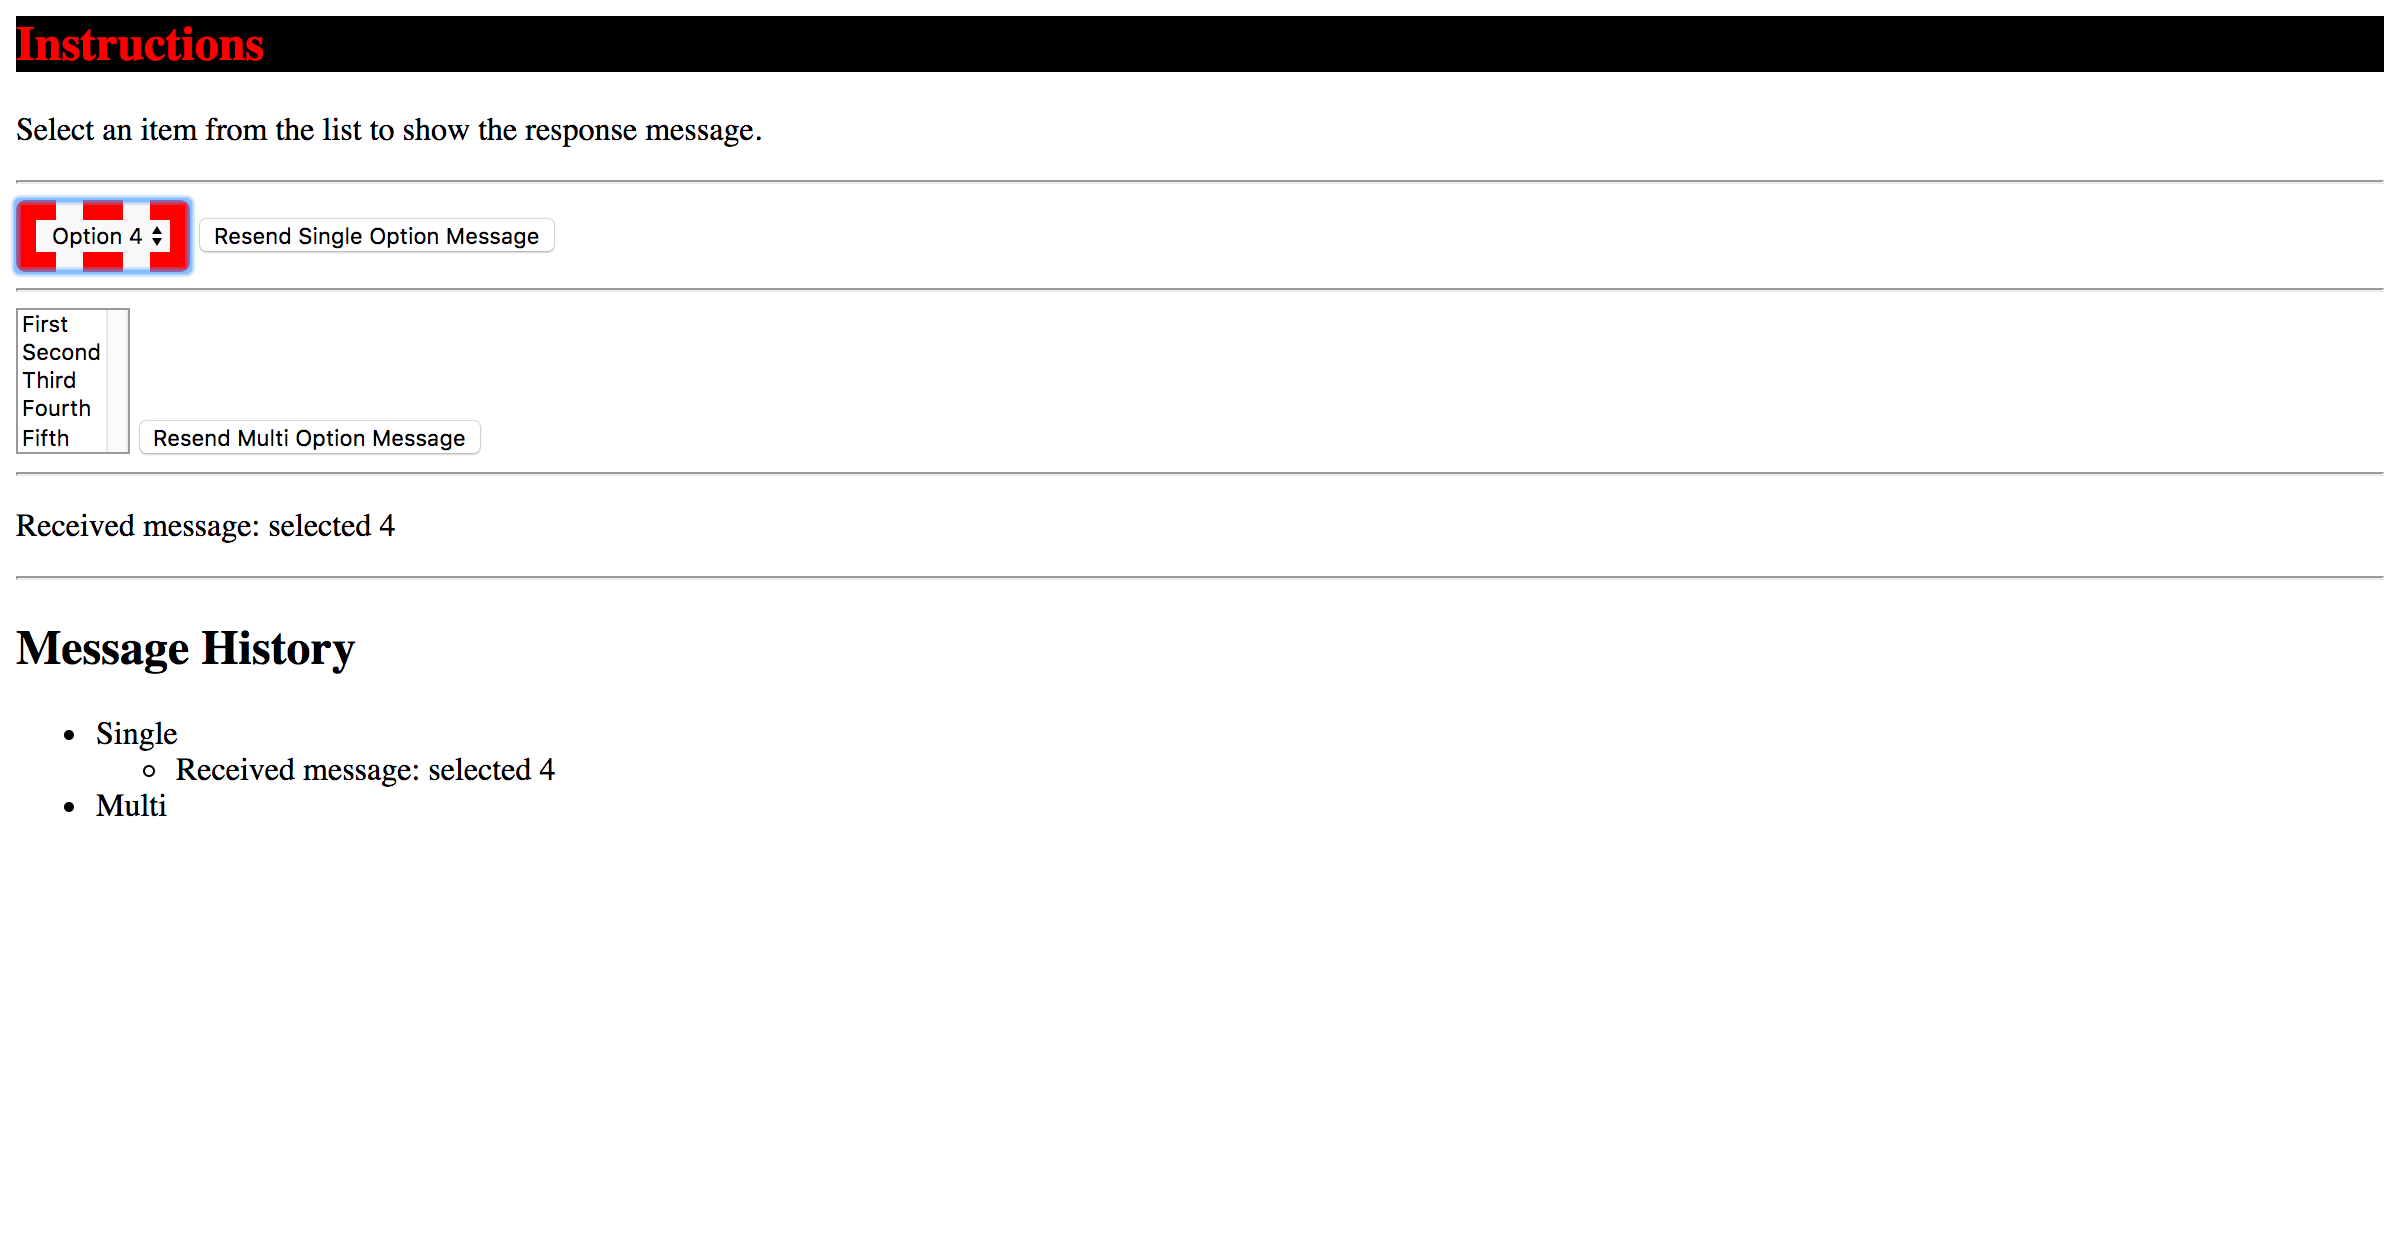 Instructions
Select an item from the list to show the response message.
Option 4 Resend Single Option Message
First
Second
Third
Fourth
Fifth Resend Multi Option Message
Received message: selected 4
Message History
Single
Received message: selected 4
Multi